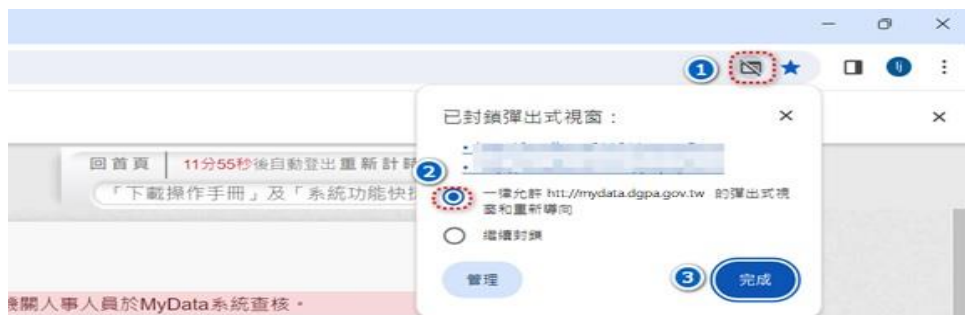 1
lj
已封鎖彈出式視窗：
回首頁 | 11分55秒後自動登出重新計時
2
「下載操作手冊」及「系統功能快捷
一律允許 htt://mydata.dgpa.gov.tw 的彈出式視
窗和重新導向
繼續封鎖
管理
3
完成
機關人事人員於MyData系統查核。